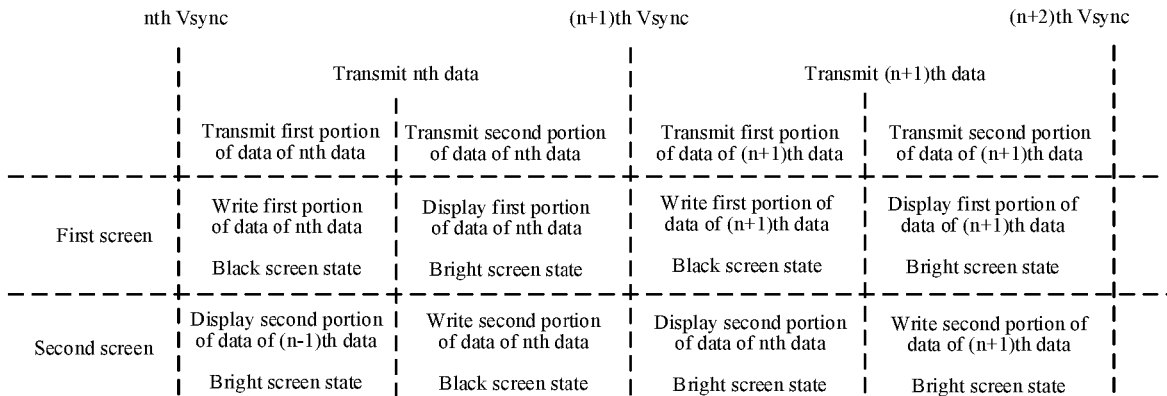 nth Vsync
(n+1)th Vsync
(n+2)th Vsync
Transmit nth data
Transmit (n+1)th data
Transmit first portion
of data of nth data
Transmit second portion
of data of nth data
Transmit first portion
of data of (n+1)th data
Transmit second portion
of data of (n+1)th data
First screen
Write first portion
of data of nth data
Black screen state
Display first portion
of data of nth data
Bright screen state
Write first portion of
data of (n+1)th data
Black screen state
Display first portion of
data of (n+1)th data
Bright screen state
Second screen
Display second portion
of data of (n-1)th data
Bright screen state
Write second portion
of data of nth data
Black screen state
Display second portion
of data of nth data
Bright screen state
Write second portion of
data of (n+1)th data
Bright screen state